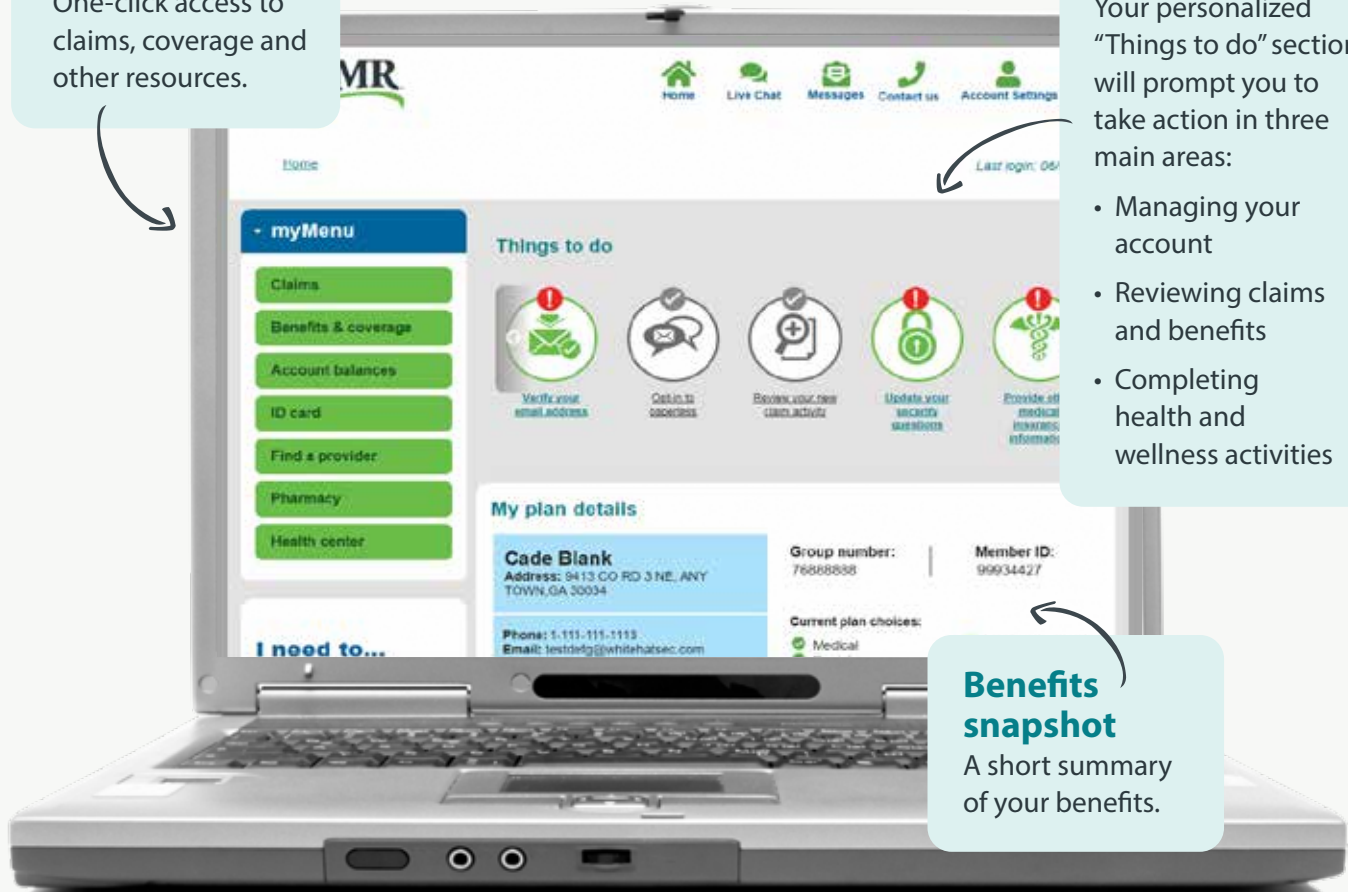 One-click access to
claims, coverage and
other resources.
Your personalized
“Things to do” section
will prompt you to
take action in three
main areas:
• Managing your
account
• Reviewing claims
and benefits
• Completing
health and
wellness activities
MR
Home
Live Chat
Messages
Contact us
Account Settings
Home
Last login: 06/
myMenu
Claims
Benefits & coverage
Account balances
ID card
Find a provider
Pharmacy
Health center
I need to...
Things to do
Verify your
email address
Opt-in to
paperless
Review your new
claim activity
Update your
security
questions
Provide
medical
My plan details
Cade Blank
Address: 9413 CO RD 3 NE, ANY
TOWN,GA 30034
Phone: 1-111-111-1113
Email: testdefg@whitehatsec.com
Group number:
76888888
Member ID:
99934427
Current plan choices:
Medical
Benefits
snapshot
A short summary
of your benefits.